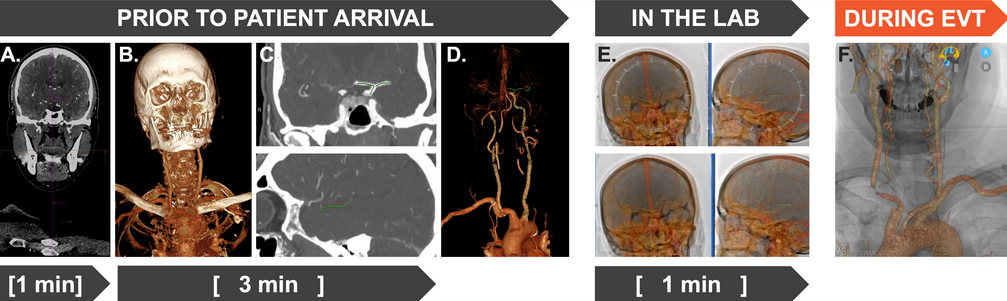 PRIOR TO PATIENT ARRIVAL
IN THE LAB
DURING EVT
A.
B.
C.
D.
E.
F.
A
B
[1 min]
[ 3 min ]
[ 1 min ]